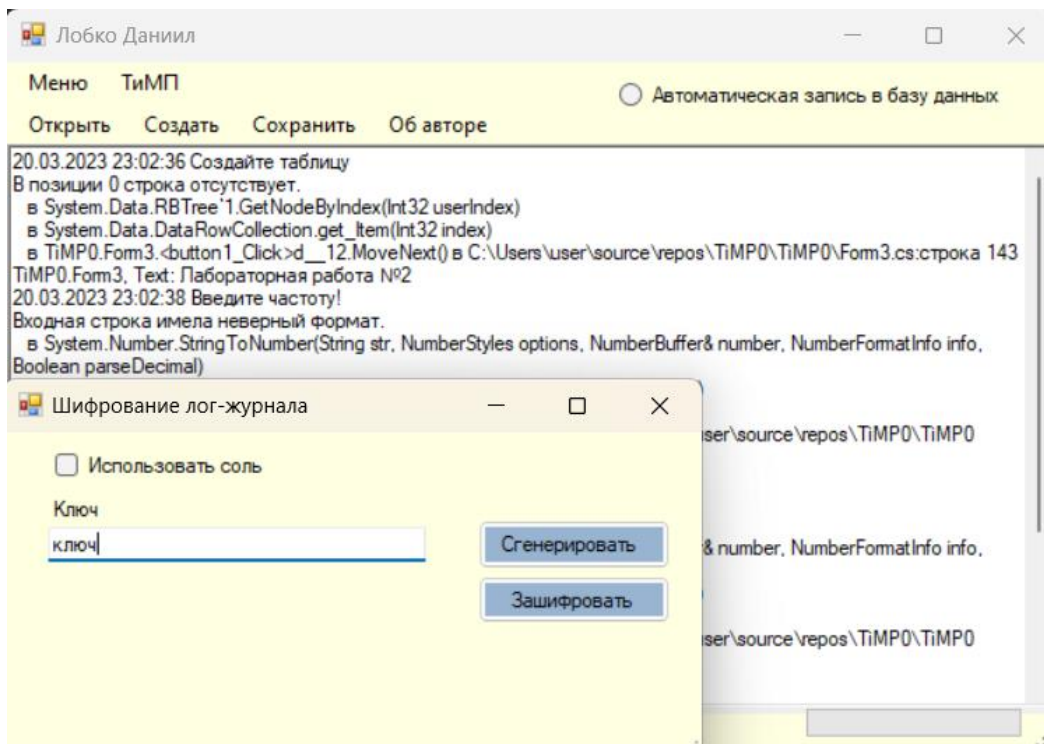 Лобко Даниил
Меню ТиМП
Автоматическая запись в базу данных
Открыть Создать Сохранить Об авторе
20.03.2023 23:02:36 Создайте таблицу
В позиции 0 строка отсутствует.
в System.Data.RBTree`1.GetNodeByIndex(Int32 userIndex)
в System.Data.DataRowCollection.get_Item(Int32 index)
в TiMP0.Form3.<button1_Click>d__12.MoveNext() в C:\Users\user\source\repos\TiMP0\TiMP0\Form3.cs:строка 143
TiMP0.Form3, Text: Лабораторная работа №2
20.03.2023 23:02:38 Введите частоту!
Входная строка имела неверный формат.
в System.Number.StringToNumber(String str, NumberStyles options, NumberBuffer& number, NumberFormatInfo info,
Boolean parseDecimal)
Шифрование лог-журнала
ser\source\repos\TiMP0\TiMP0
Использовать соль
Ключ
ключ
Сгенерировать
& number, NumberFormatInfo info,
Зашифровать
ser\source\repos\TiMP0\TiMP0